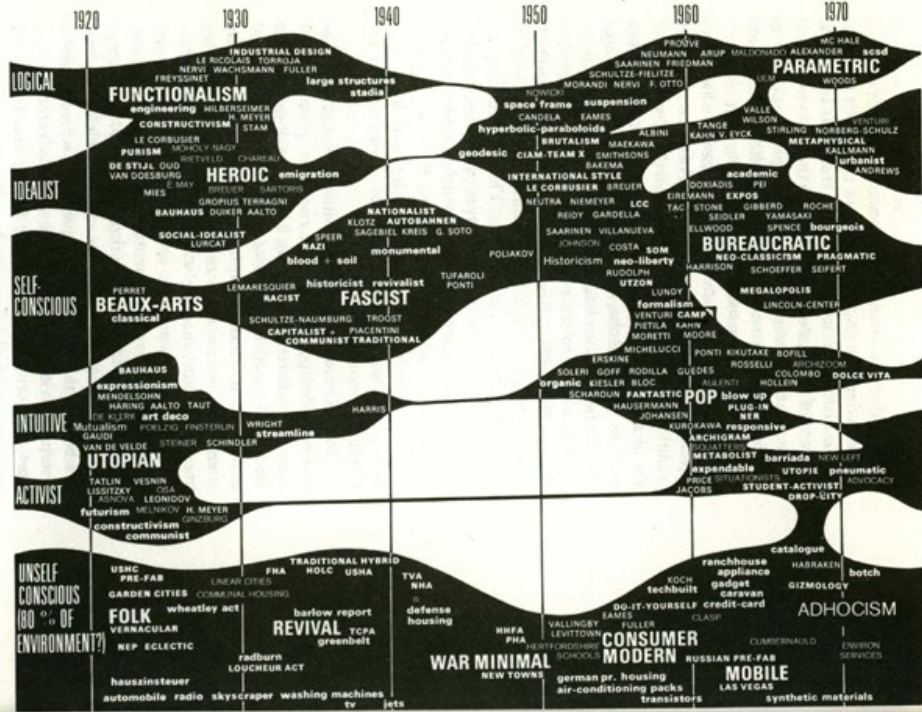 1920 1930 1940 1950 1960 1970
LOGICAL
INDUSTRIAL DESIGN
LE RICOLAIS TORROJA
NERVI WACHSMANN FULLER
FREYSSINET
large structures
stadia
FUNCTIONALISM
engineering HILBERSEIMER
H. MEYER
CONSTRUCTIVISM STAM
LE CORBUSIER
PURISM MOHOLY-NAGY
RIETVELD CHAREAU
DE STIJL OUD
VAN DOESBURG
HEROIC emigration
E. MAY
MIES BREUER SARTORIS
GROPIUS TERRAGNI
BAUHAUS DUIKER AALTO
PROUVE
NEUMANN ARUP MALDONADO ALEXANDER
MC HALE
scsd
SAARINEN FRIEDMAN
PARAMETRIC
SCHULTZE-FIELITZ
MORANDI NERVI F. OTTO
ULM
WOODS
NOWICKI
space frame suspension
CANDELA EAMES
hyperbolic-paraboloids
BRUTALISM
ALBINI
MAEKAWA
geodesic CIAM-TEAM X SMITHSONS
BAKEMA
INTERNATIONAL STYLE
LE CORBUSIER BREUER
NEUTRA NIEMEYER LCC
REIDY GARDELLA
VALLE
WILSON
VENTURI
TANGE
KAHN V. EYCK
STIRLING NORBERG-SCHULZ
METAPHYSICAL
KALLMANN
urbanist
ANDREWS
academic
DOXIADIS PEI
EIREMANN EXPOS
TAC STONE GIBBERD ROCHE
SEIDLER YAMASAKI
ELLWOOD SPENCE bourgeois
BUREAUCRATIC
NEO-CLASSICISM PRAGMATIC
HARRISON SCHOEFFER SEIFERT
MEGALOPOLIS
LINCOLN-CENTER
IDEALIST
SOCIAL-IDEALIST
LURCAT
NATIONALIST
KLOTZ AUTOBAHNEN
SAGEBIEL KREIS G. SOTO
SPEER
NAZI
monumental
blood + soil
SAARINEN VILLANUEVA
JOHNSON COSTA SOM
POLIAKOV Historicism neo-liberty
RUDOLPH
UTZON
LUNDY
formalism
VENTURI CAMP
PIETILA KAHN
MORETTI MOORE
MICHELUCCI
SELF-
CONSCIOUS
PERRET
BEAUX-ARTS
classical
LEMARESQUIER historicist revivalist
RACIST FASCIST
TUFAROLI
PONTI
SCHULTZE-NAUMBURG TROOST
CAPITALIST + PIACENTINI
COMMUNIST TRADITIONAL
ERSKINE
PONTI KIKUTAKE BOFILL
ROSSELLI ARCHIZOOM
COLOMBO DOLCE VITA
SOLERI GOFF RODILLA GUEDES
organic KIESLER BLOC
AULENTI HOLLEIN
SCHAROUN FANTASTIC POP blow up
HAUSERMANN PLUG-IN
JOHANSEN NER
KUROKAWA responsive
ARCHIGRAM
SQUATTERS
METABOLIST barriada NEW LEFT
expendable UTOPIE pneumatic
PRICE SITUATIONISTS ADVOCACY
JACOBS STUDENT-ACTIVIST
DROP-CITY
BAUHAUS
expressionism
MENDELSOHN
HARING AALTO TAUT
HARRIS
INTUITIVE
DE KLERK art deco
Mutualism POELZIG FINSTERLIN WRIGHT
streamline
GAUDI
VAN DE VELDE STEINER SCHINDLER
UTOPIAN
ACTIVIST
TATLIN VESNIN
LISSITZKY OSA
ASNOVA LEONIDOV
futurism MELNIKOV H. MEYER
GINZBURG
constructivism
communist
UNSELF
CONSCIOUS
(80 % OF
ENVIRONMENT?)
USHC
PRE-FAB
FHA TRADITIONAL HYBRID
HOLC USHA
LINEAR CITIES
GARDEN CITIES COMMUNAL HOUSING
TVA
NHA
defense
housing
FOLK wheatley act
VERNACULAR
barlow report
REVIVAL TCPA
greenbelt
NEP ECLECTIC
radburn
LOUCHEUR ACT
hauszinsteuer
automobile radio skyscraper washing machines
tv jets
HHFA
PHA
VALLINGBY
LEVITTOWN
HERTFORDSHIRE
SCHOOLS
WAR MINIMAL
NEW TOWNS
german pr. housing
air-conditioning packs
transistors
KOCH
techbuilt
ranchhouse
appliance
gadget
caravan
DO-IT-YOURSELF credit-card
EAMES
FULLER CLASP
CONSUMER
MODERN
RUSSIAN PRE-FAB
CUMBERNAULD
MOBILE
LAS VEGAS
synthetic materials
catalogue
HABRAKEN botch
GIZMOLOGY
ADHOCISM
ENVIRON
SERVICES